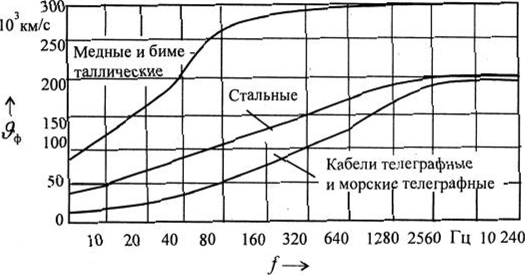 300
10³км/с
250
Медные и биме
таллические
200
Стальные
150
ϑф
100
Кабели телеграфные
и морские телеграфные
50
0
10 20 40 80 160 320 640 1280 2560 Гц 10 240
f